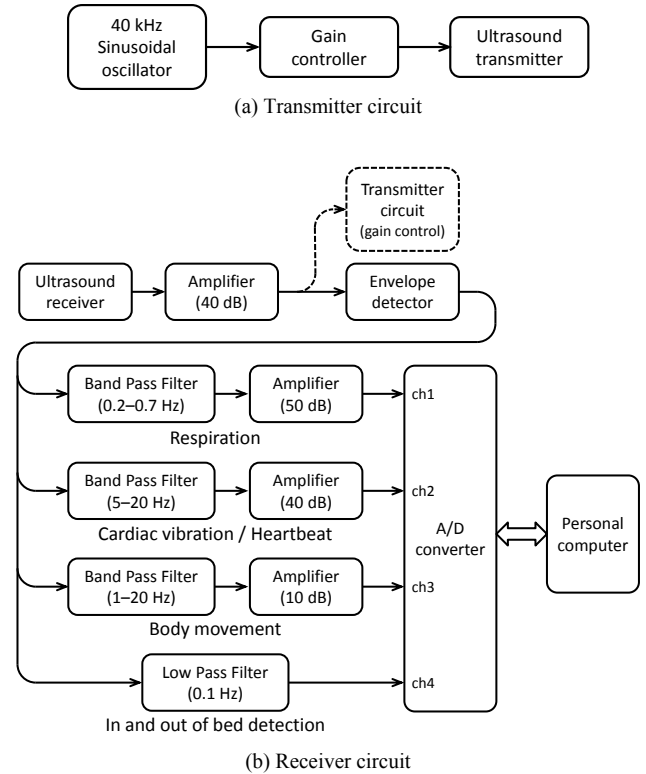 40 kHz
Sinusoidal
oscillator
Gain
controller
Ultrasound
transmitter
(a) Transmitter circuit
Transmitter
circuit
(gain control)
Ultrasound
receiver
Amplifier
(40 dB)
Envelope
detector
Band Pass Filter
(0.2–0.7 Hz)
Amplifier
(50 dB)
ch1
Respiration
Band Pass Filter
(5–20 Hz)
Amplifier
(40 dB)
ch2
Cardiac vibration / Heartbeat
A/D
converter
Personal
computer
Band Pass Filter
(1–20 Hz)
Amplifier
(10 dB)
ch3
Body movement
Low Pass Filter
(0.1 Hz)
ch4
In and out of bed detection
(b) Receiver circuit